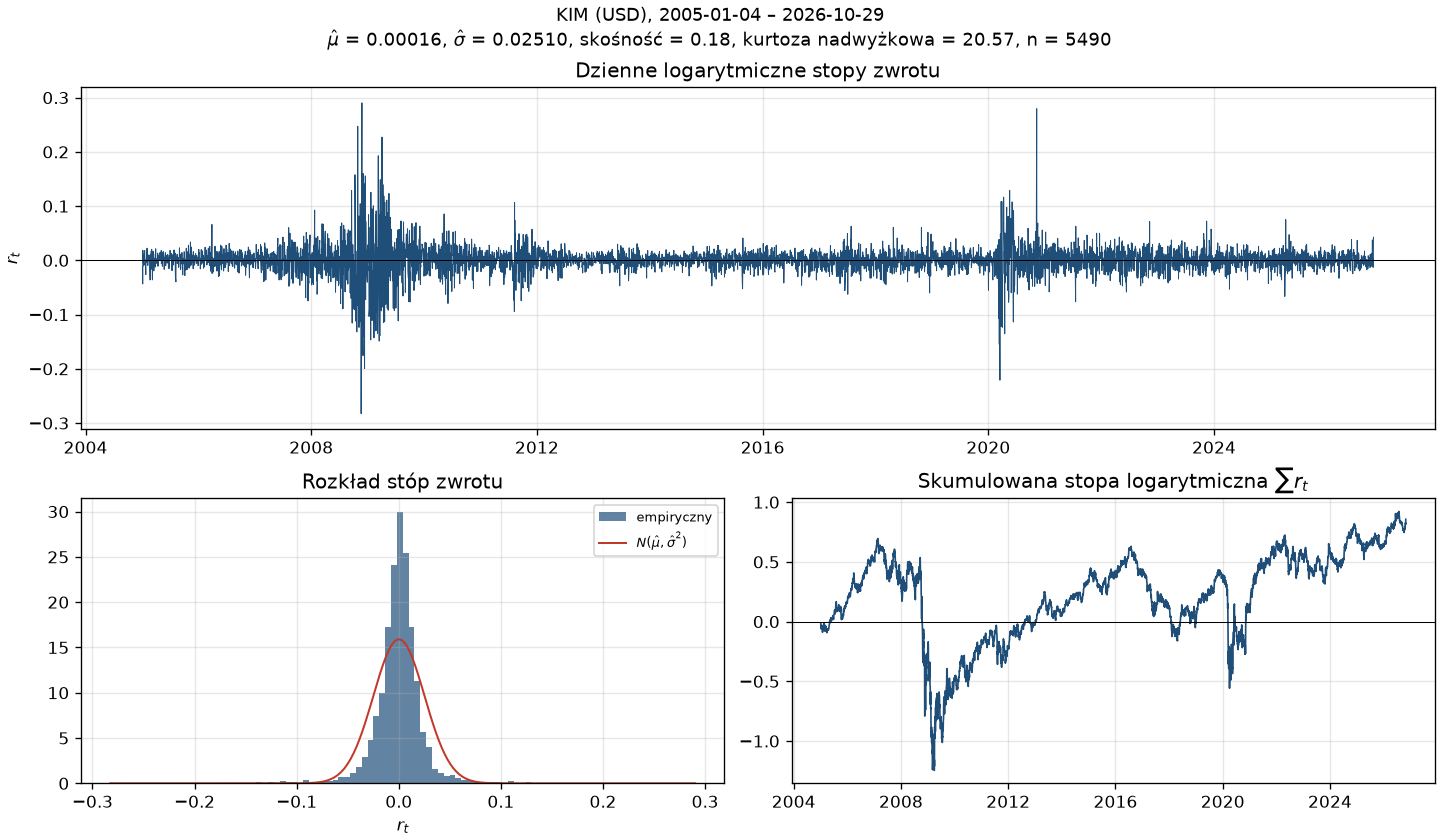 KIM (USD), 2005-01-04 – 2026-10-29
μ̂ = 0.00016, σ̂ = 0.02510, skośność = 0.18, kurtoza nadwyżkowa = 20.57, n = 5490
Dzienne logarytmiczne stopy zwrotu
0.3
0.2
0.1
0.0
−0.1
−0.2
−0.3
r_t
2004 2008 2012 2016 2020 2024
Rozkład stóp zwrotu
30
25
20
15
10
5
0
empiryczny
N(μ̂, σ̂²)
−0.3 −0.2 −0.1 0.0 0.1 0.2 0.3
r_t
Skumulowana stopa logarytmiczna ∑r_t
1.0
0.5
0.0
−0.5
−1.0
2004 2008 2012 2016 2020 2024